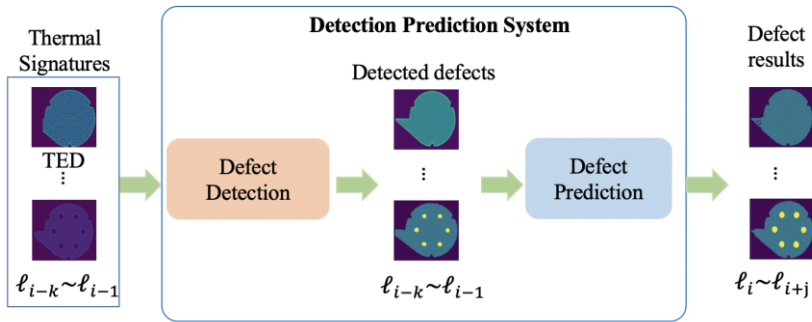 Detection Prediction System
Thermal
Signatures
TED
⋮
ℓᵢ₋ₖ~ℓᵢ₋₁
Defect
Detection
Detected defects
⋮
ℓᵢ₋ₖ~ℓᵢ₋₁
Defect
Prediction
Defect
results
⋮
ℓᵢ~ℓᵢ₊ⱼ